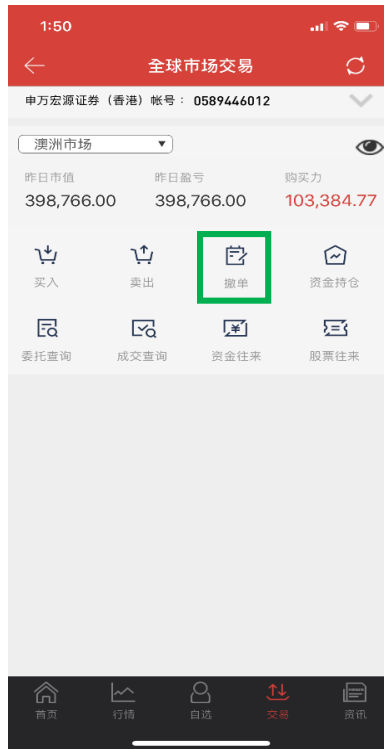 1:50
全球市场交易
申万宏源证券（香港）帐号： 0589446012
澳洲市场
昨日市值 昨日盈亏 购买力
398,766.00 398,766.00 103,384.77
买入 卖出 撤单 资金持仓
委托查询 成交查询 资金往来 股票往来
首页 行情 自选 交易 资讯